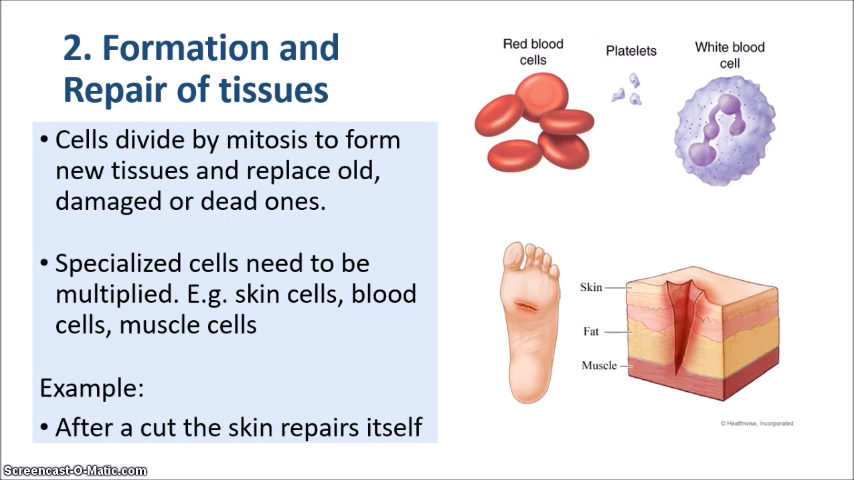 2. Formation and
Repair of tissues
• Cells divide by mitosis to form
new tissues and replace old,
damaged or dead ones.
• Specialized cells need to be
multiplied. E.g. skin cells, blood
cells, muscle cells
Example:
• After a cut the skin repairs itself
Red blood
cells
Platelets
White blood
cell
Skin
Fat
Muscle
© Healthwise, Incorporated
Screencast-O-Matic.com